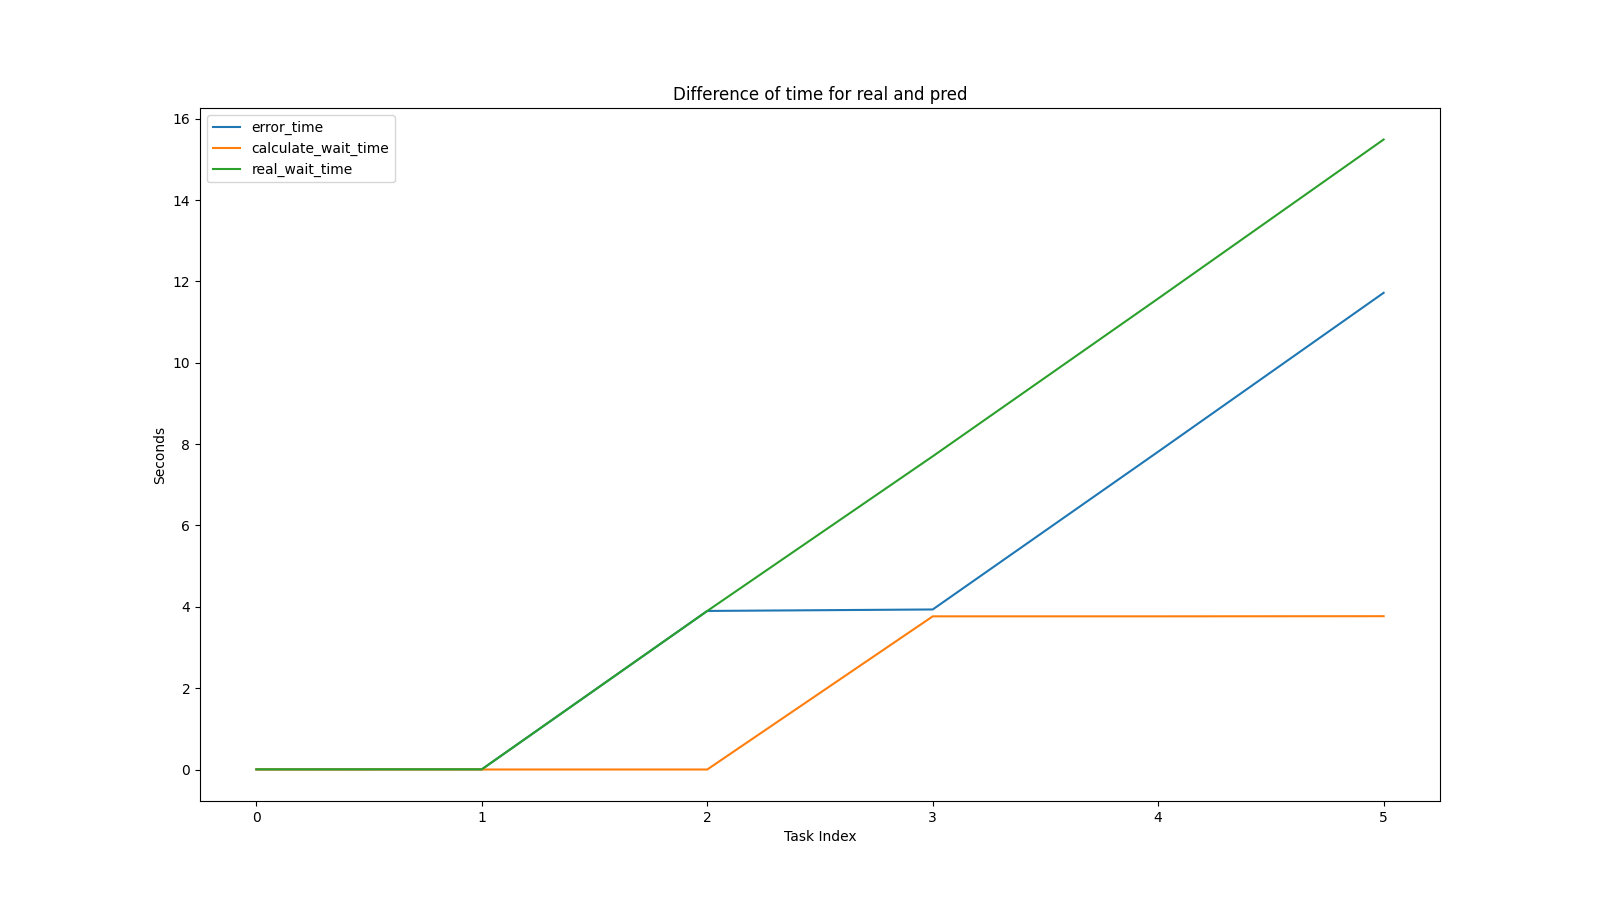 Difference of time for real and pred
error_time
calculate_wait_time
real_wait_time
16
14
12
10
8
6
4
2
0
Seconds
0 1 2 3 4 5
Task Index